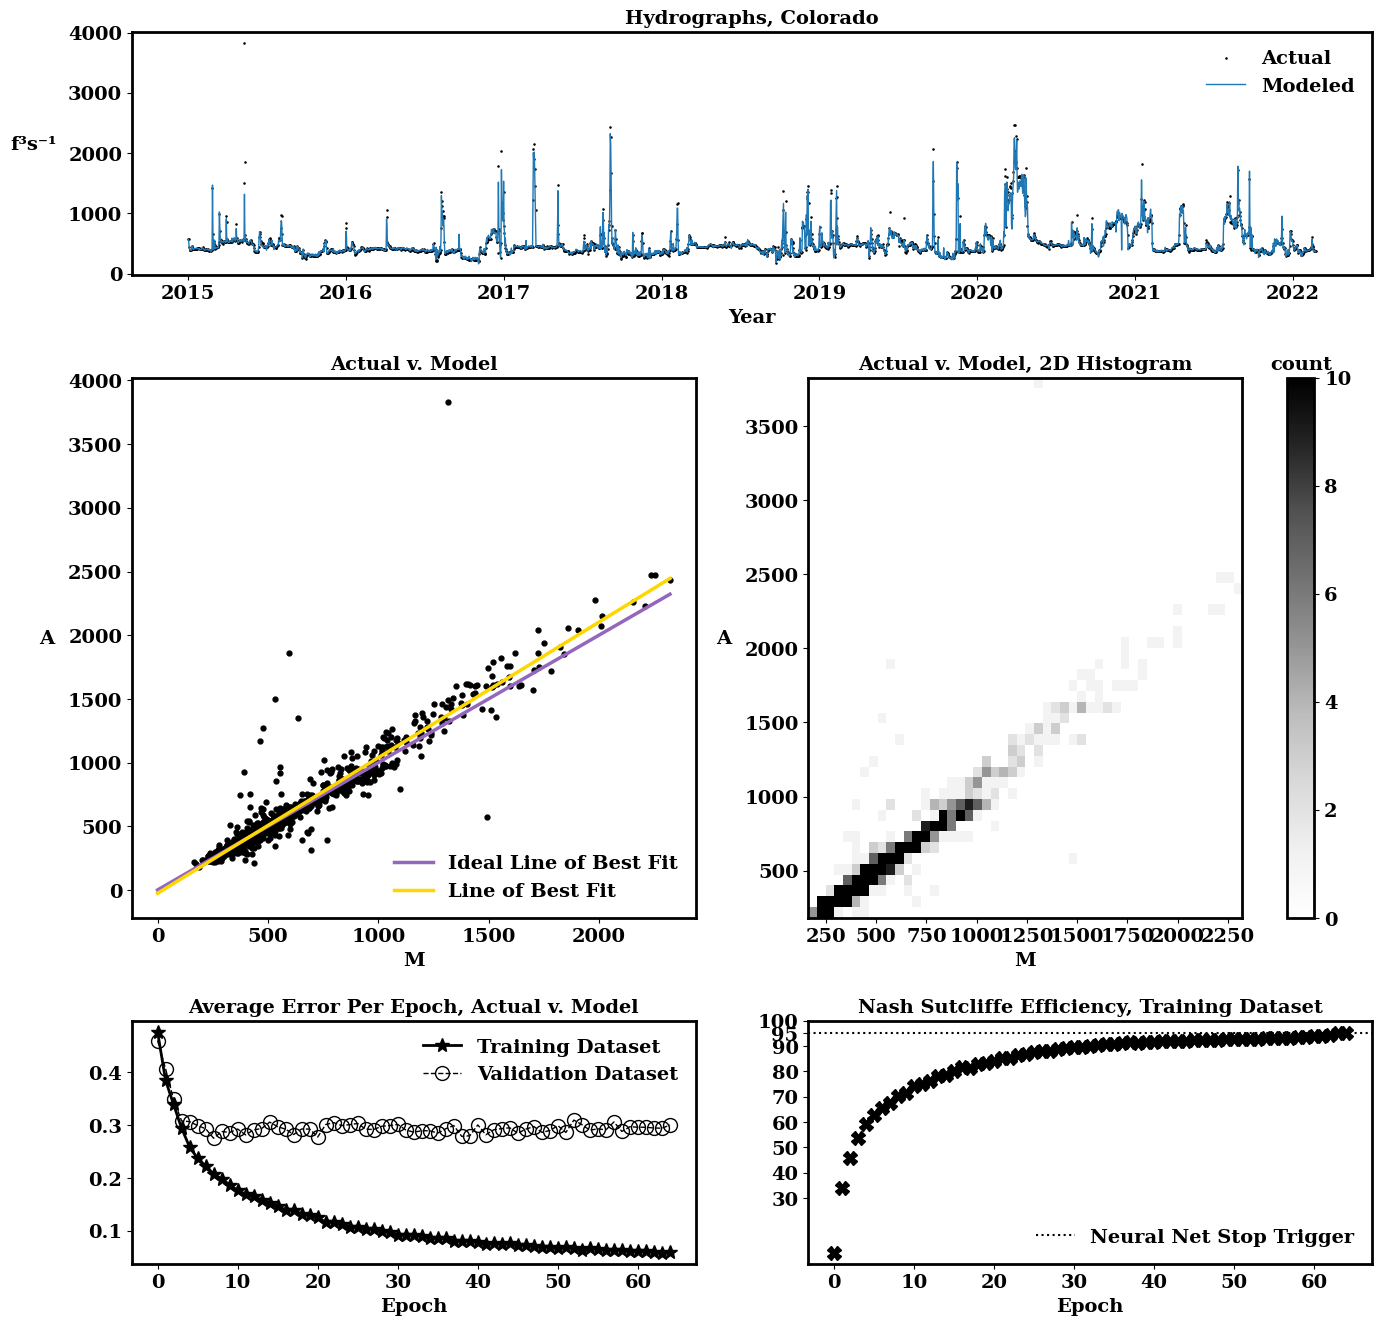 Hydrographs, Colorado
4000
3000
2000
1000
0
f³s⁻¹
Actual
Modeled
2015 2016 2017 2018 2019 2020 2021 2022
Year
Actual v. Model
4000
3500
3000
2500
2000
1500
1000
500
0
A
Ideal Line of Best Fit
Line of Best Fit
0 500 1000 1500 2000
M
Actual v. Model, 2D Histogram
3500
3000
2500
2000
1500
1000
500
A
250 500 750 1000 1250 1500 1750 2000 2250
M
count
10
8
6
4
2
0
Average Error Per Epoch, Actual v. Model
0.4
0.3
0.2
0.1
Training Dataset
Validation Dataset
0 10 20 30 40 50 60
Epoch
Nash Sutcliffe Efficiency, Training Dataset
100
95
90
80
70
60
50
40
30
Neural Net Stop Trigger
0 10 20 30 40 50 60
Epoch